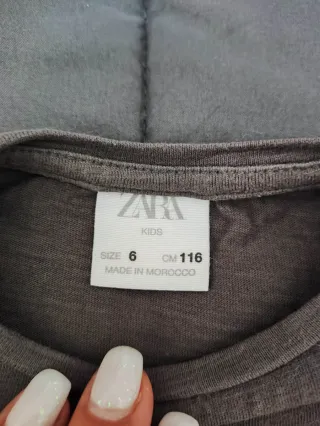 ZARA
KIDS
SIZE 6 CM 116
MADE IN MOROCCO